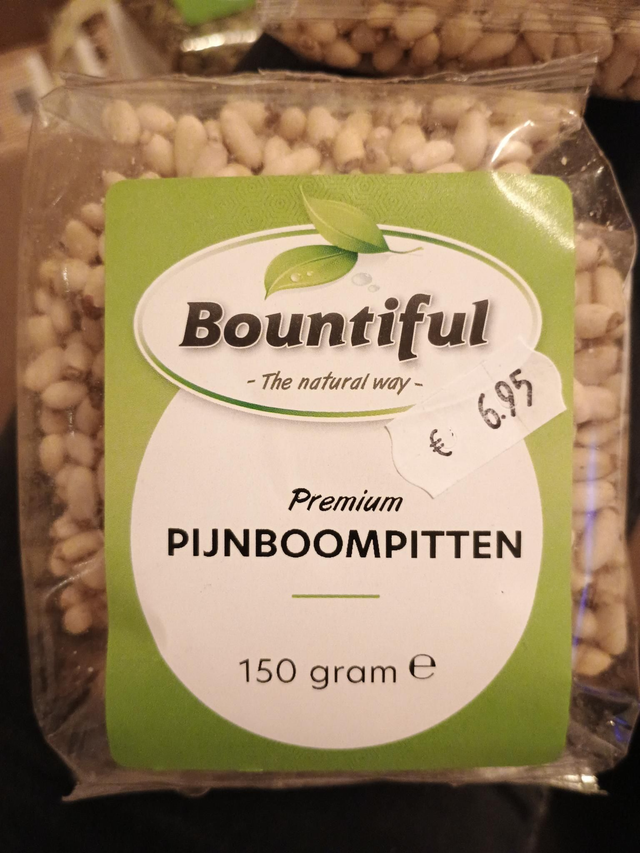 Bountiful
- The natural way -
€ 6.95
Premium
PIJNBOOMPITTEN
150 gram ℮